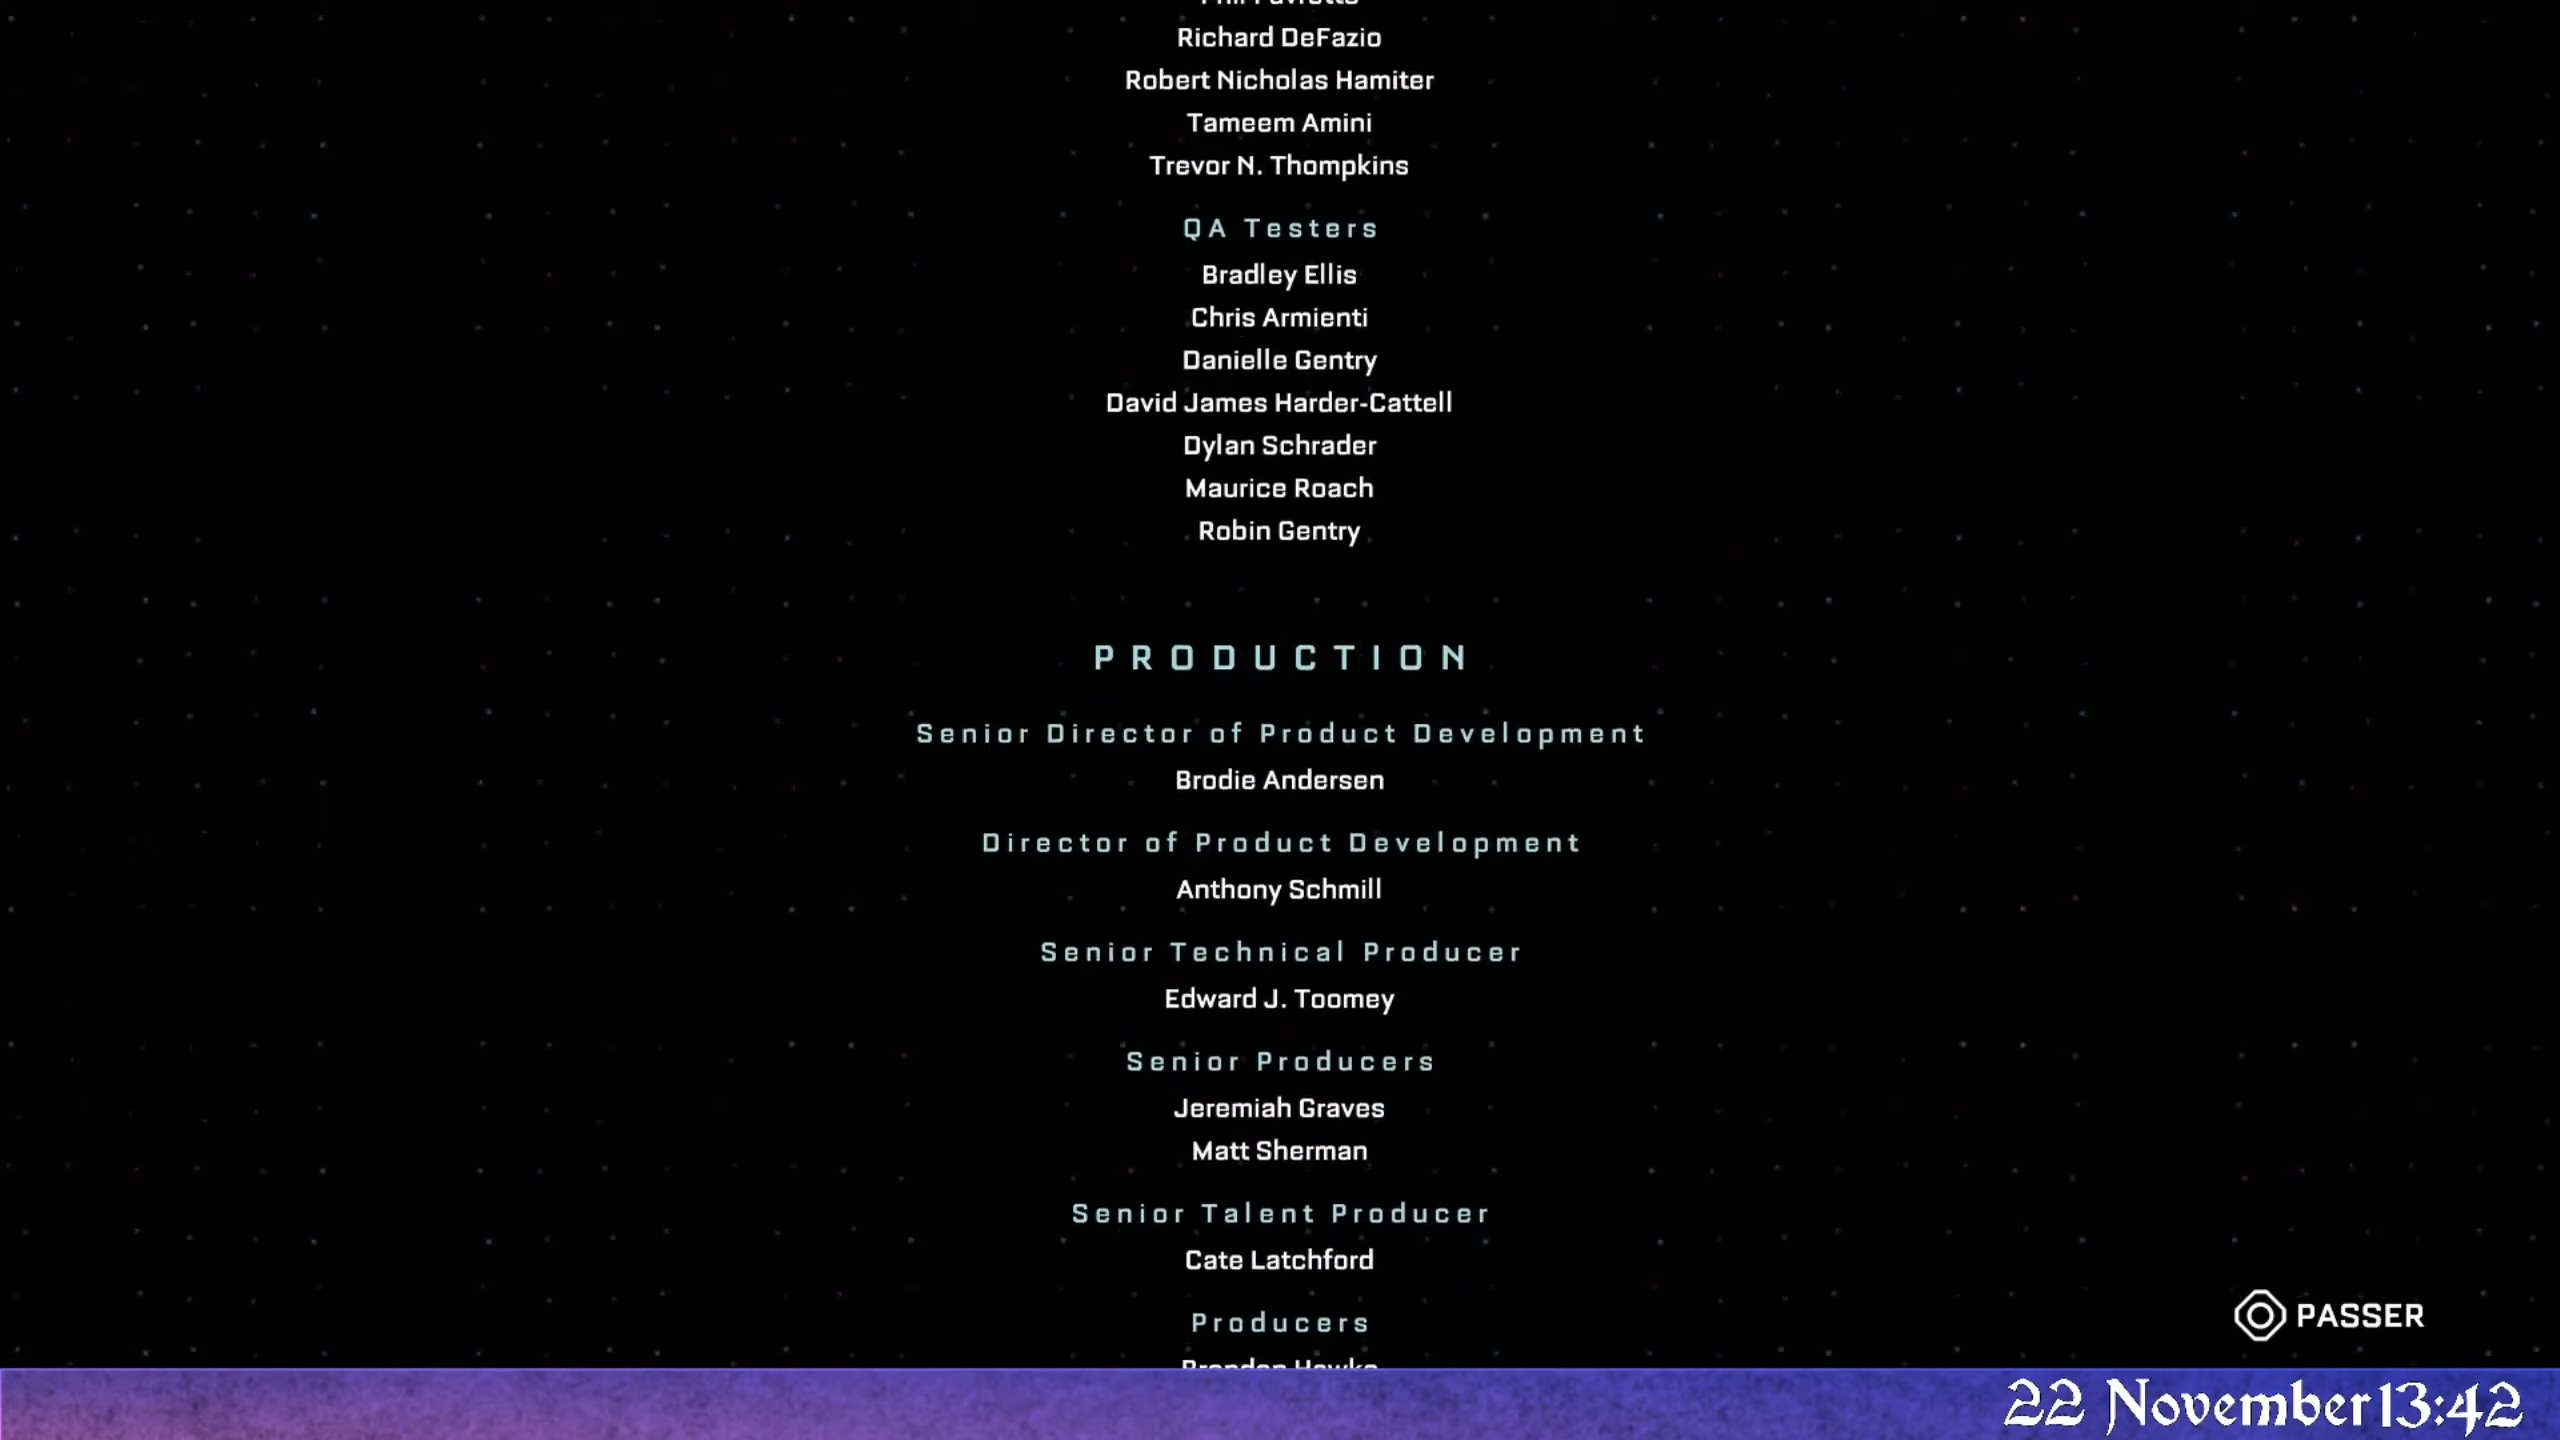 Richard DeFazio
Robert Nicholas Hamiter
Tameem Amini
Trevor N. Thompkins
QA Testers
Bradley Ellis
Chris Armienti
Danielle Gentry
David James Harder-Cattell
Dylan Schrader
Maurice Roach
Robin Gentry
PRODUCTION
Senior Director of Product Development
Brodie Andersen
Director of Product Development
Anthony Schmill
Senior Technical Producer
Edward J. Toomey
Senior Producers
Jeremiah Graves
Matt Sherman
Senior Talent Producer
Cate Latchford
Producers
PASSER
22 November 13:42